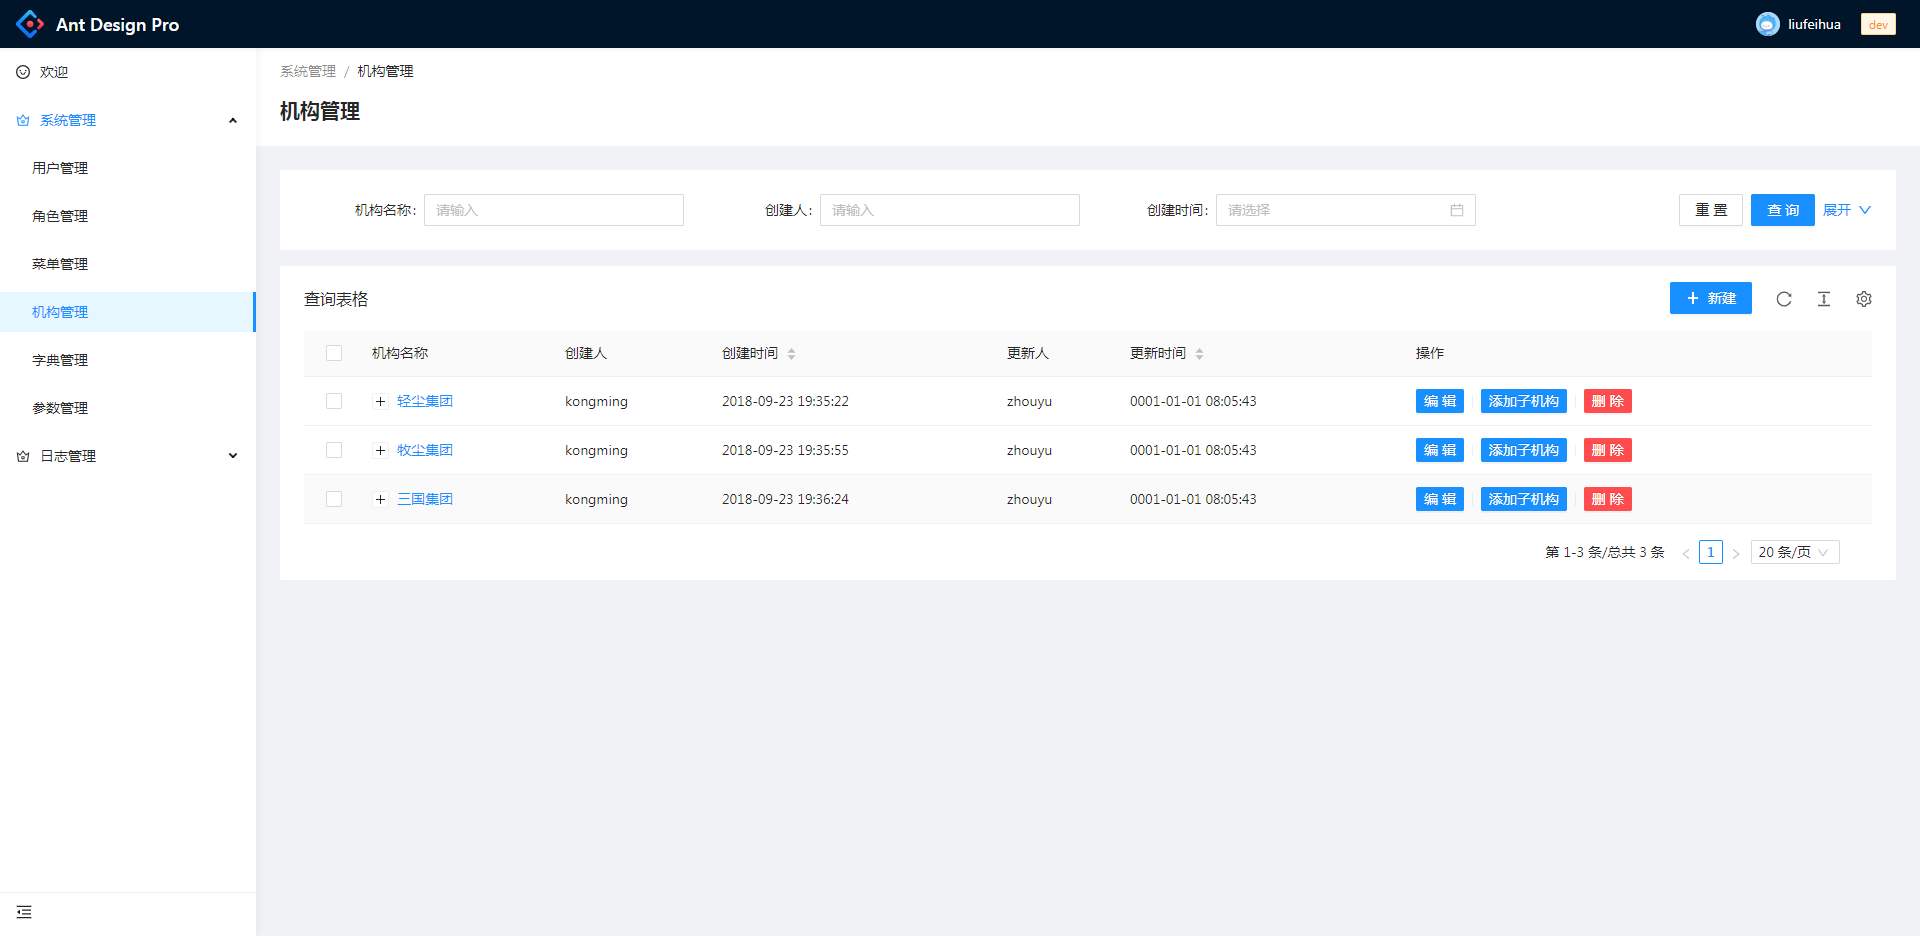 Ant Design Pro
liufeihua
dev
欢迎
系统管理
用户管理
角色管理
菜单管理
机构管理
字典管理
参数管理
日志管理
系统管理 / 机构管理
机构管理
机构名称: 请输入 创建人: 请输入 创建时间: 请选择 重 置 查 询 展开
查询表格 + 新建
机构名称 创建人 创建时间 更新人 更新时间 操作
+ 轻尘集团 kongming 2018-09-23 19:35:22 zhouyu 0001-01-01 08:05:43 编 辑 添加子机构 删 除
+ 牧尘集团 kongming 2018-09-23 19:35:55 zhouyu 0001-01-01 08:05:43 编 辑 添加子机构 删 除
+ 三国集团 kongming 2018-09-23 19:36:24 zhouyu 0001-01-01 08:05:43 编 辑 添加子机构 删 除
第 1-3 条/总共 3 条 < 1 > 20 条/页